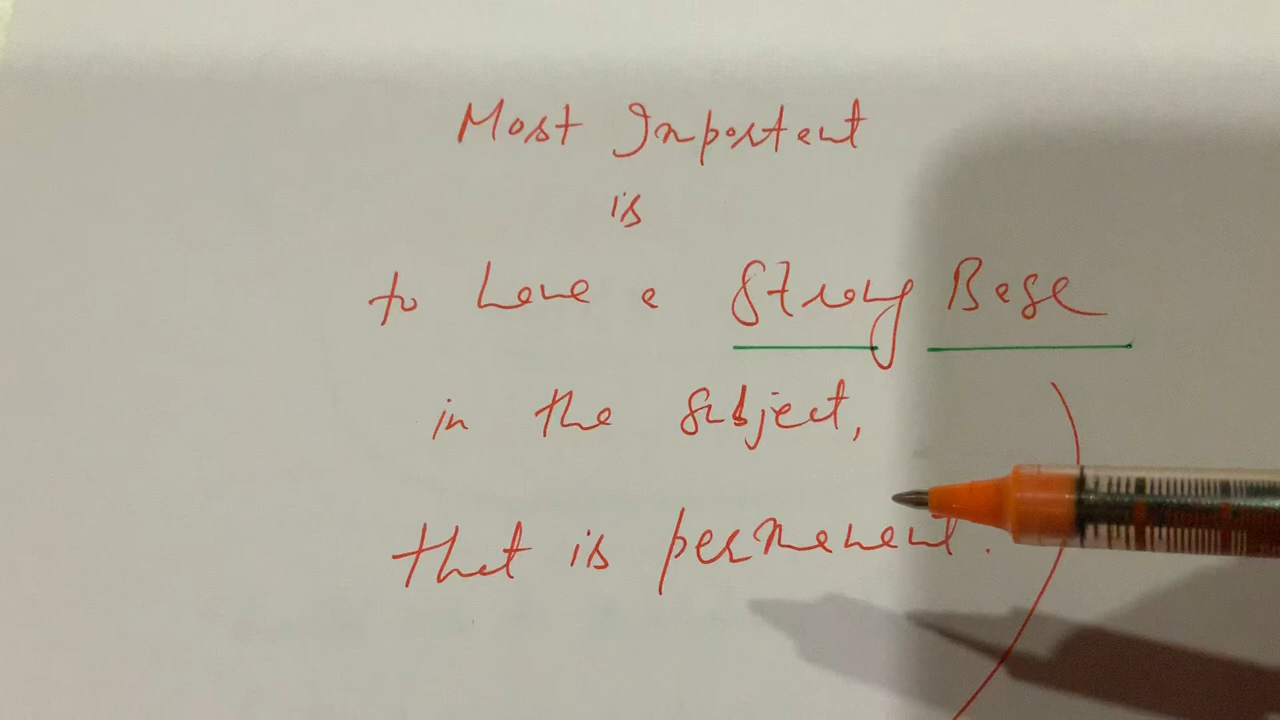 Most Important
is
to have a Strong Base
in the subject,
that is permanent.